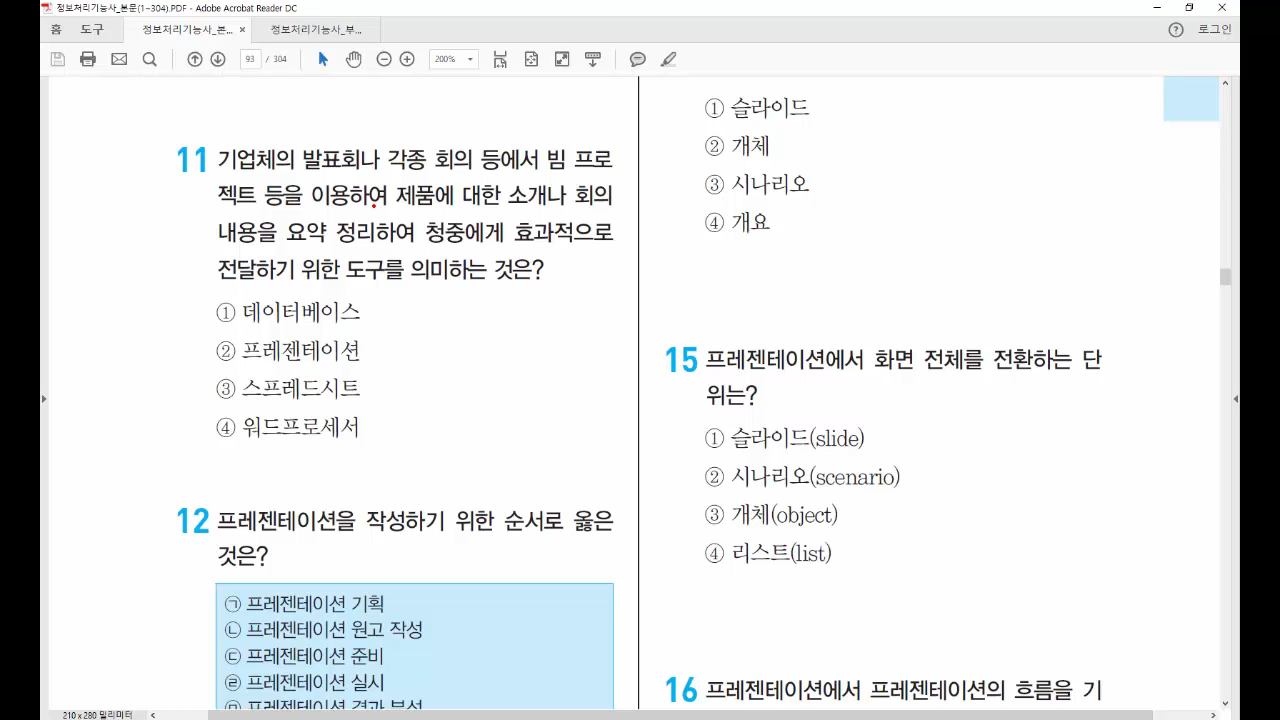 정보처리기능사_본문(1-304).PDF - Adobe Acrobat Reader DC
홈 도구 정보처리기능사_본... × 정보처리기능사_부... 로그인
93 / 304 200%
11 기업체의 발표회나 각종 회의 등에서 빔 프로
젝트 등을 이용하여 제품에 대한 소개나 회의
내용을 요약 정리하여 청중에게 효과적으로
전달하기 위한 도구를 의미하는 것은?
① 데이터베이스
② 프레젠테이션
③ 스프레드시트
④ 워드프로세서
12 프레젠테이션을 작성하기 위한 순서로 옳은
것은?
㉠ 프레젠테이션 기획
㉡ 프레젠테이션 원고 작성
㉢ 프레젠테이션 준비
㉣ 프레젠테이션 실시
㉤ 프레젠테이션 결과 분석
① 슬라이드
② 개체
③ 시나리오
④ 개요
15 프레젠테이션에서 화면 전체를 전환하는 단
위는?
① 슬라이드(slide)
② 시나리오(scenario)
③ 개체(object)
④ 리스트(list)
16 프레젠테이션에서 프레젠테이션의 흐름을 기
210 x 280 밀리미터